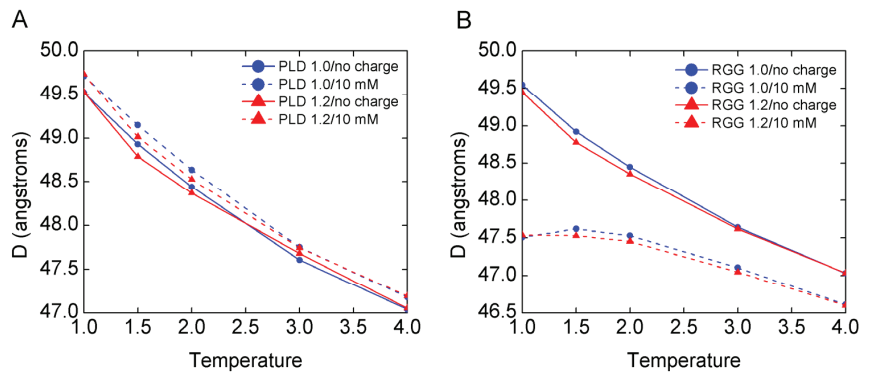 A
50.0
49.5
49.0
48.5
48.0
47.5
47.0
D (angstroms)
PLD 1.0/no charge
PLD 1.0/10 mM
PLD 1.2/no charge
PLD 1.2/10 mM
1.0 1.5 2.0 2.5 3.0 3.5 4.0
Temperature
B
50.0
49.5
49.0
48.5
48.0
47.5
47.0
46.5
D (angstroms)
RGG 1.0/no charge
RGG 1.0/10 mM
RGG 1.2/no charge
RGG 1.2/10 mM
1.0 1.5 2.0 2.5 3.0 3.5 4.0
Temperature